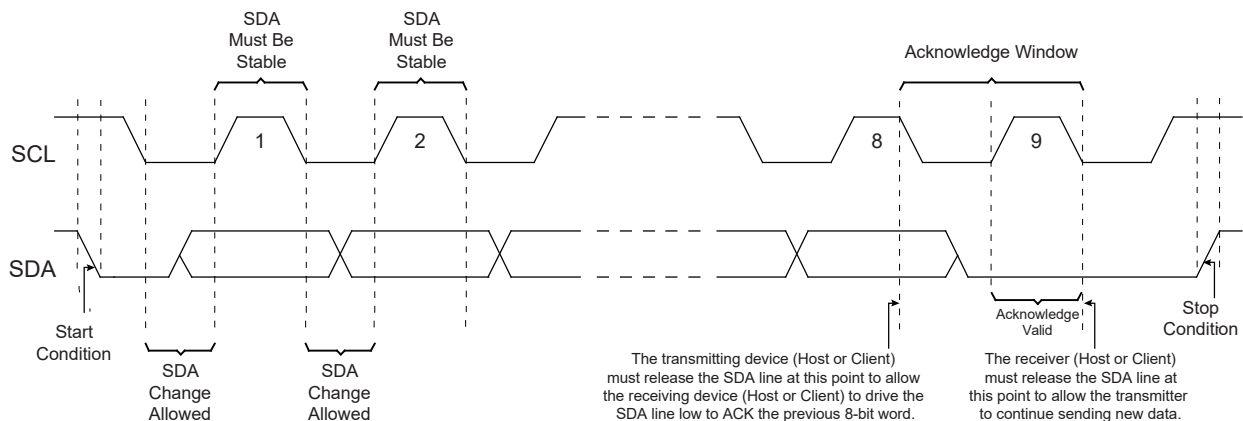 SDA
Must Be
Stable
SDA
Must Be
Stable
Acknowledge Window
SCL
1
2
8
9
SDA
Start
Condition
SDA
Change
Allowed
SDA
Change
Allowed
Acknowledge
Valid
Stop
Condition
The transmitting device (Host or Client)
must release the SDA line at this point to allow
the receiving device (Host or Client) to drive the
SDA line low to ACK the previous 8-bit word.
The receiver (Host or Client)
must release the SDA line at
this point to allow the transmitter
to continue sending new data.